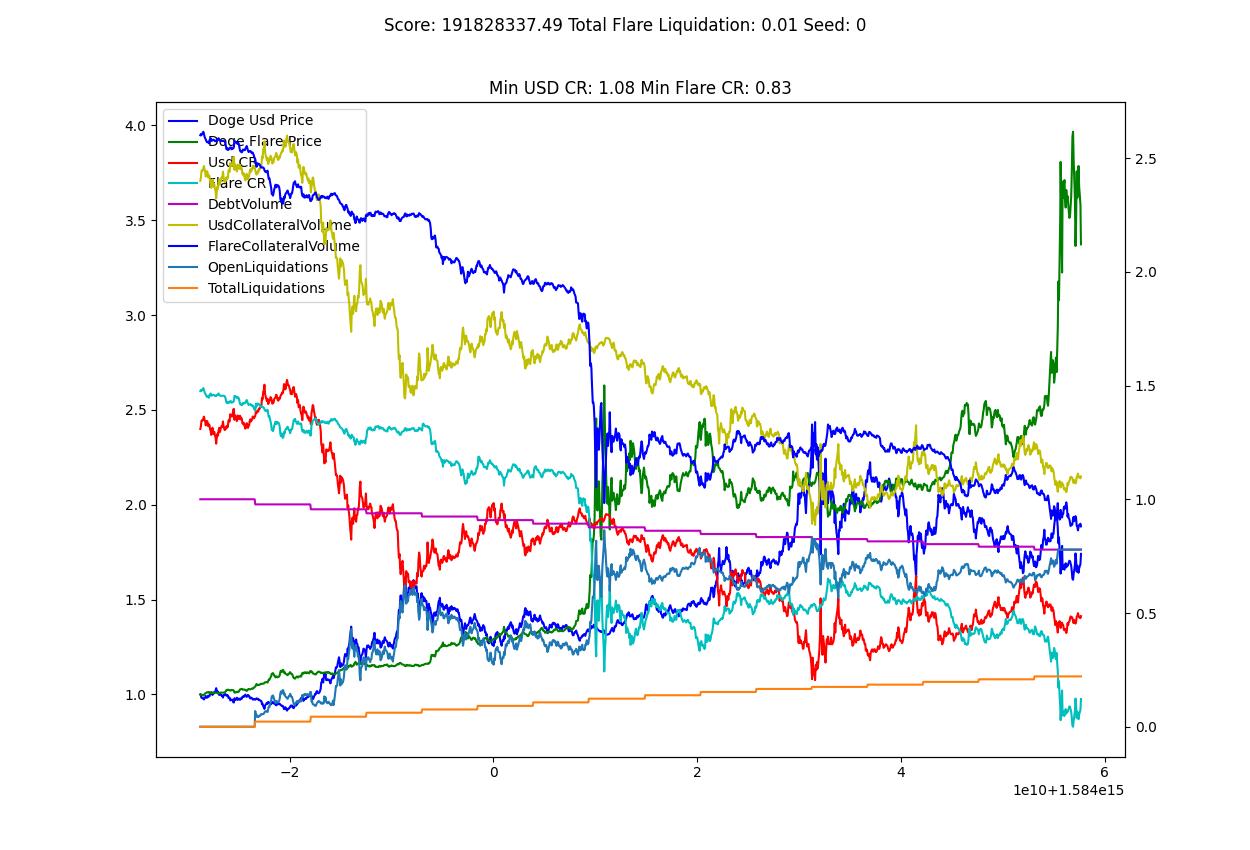 Score: 191828337.49 Total Flare Liquidation: 0.01 Seed: 0
Min USD CR: 1.08 Min Flare CR: 0.83
Doge Usd Price
Doge Flare Price
Usd CR
Flare CR
DebtVolume
UsdCollateralVolume
FlareCollateralVolume
OpenLiquidations
TotalLiquidations
4.0
3.5
3.0
2.5
2.0
1.5
1.0
2.5
2.0
1.5
1.0
0.5
0.0
−2 0 2 4 6
1e10+1.584e15